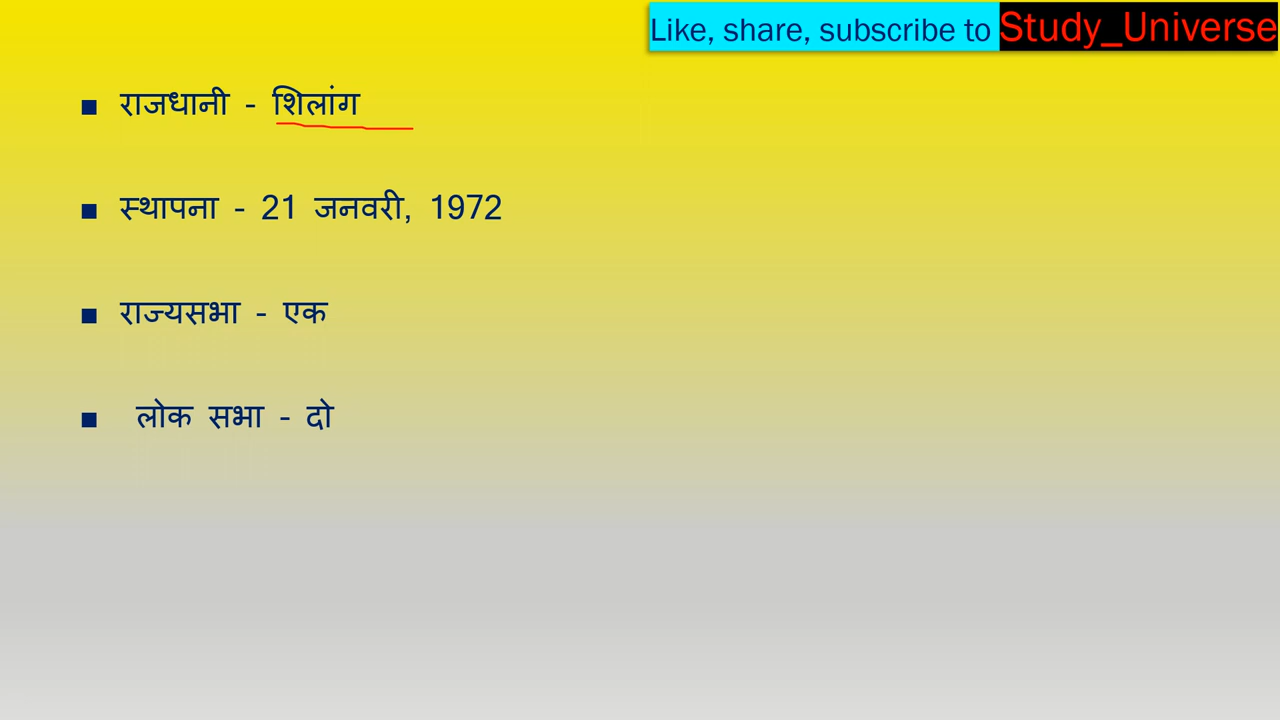 Like, share, subscribe to Study_Universe
▪ राजधानी - शिलांग
▪ स्थापना - 21 जनवरी, 1972
▪ राज्यसभा - एक
▪ लोक सभा - दो